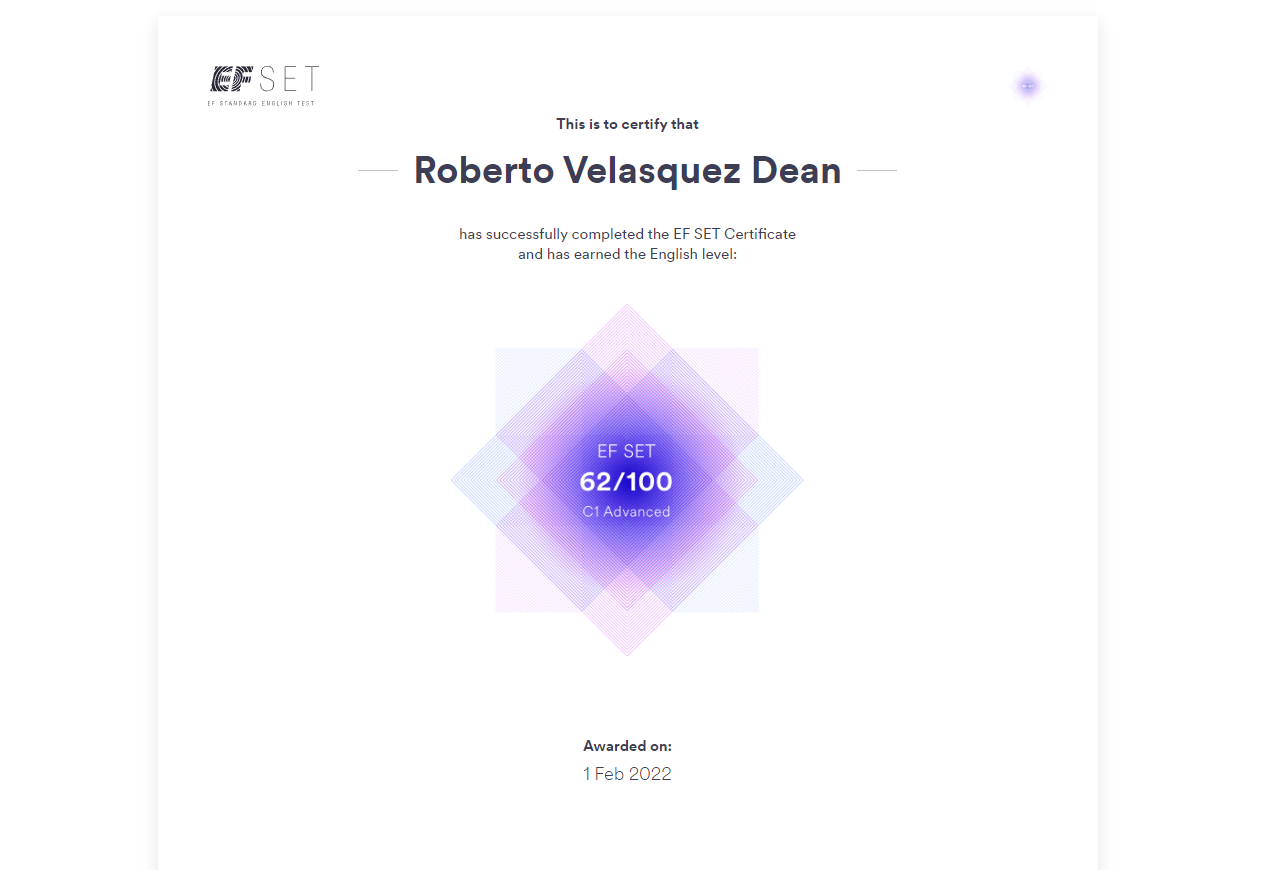 EF SET
EF STANDARD ENGLISH TEST
This is to certify that
Roberto Velasquez Dean
has successfully completed the EF SET Certificate
and has earned the English level:
EF SET
62/100
C1 Advanced
Awarded on:
1 Feb 2022